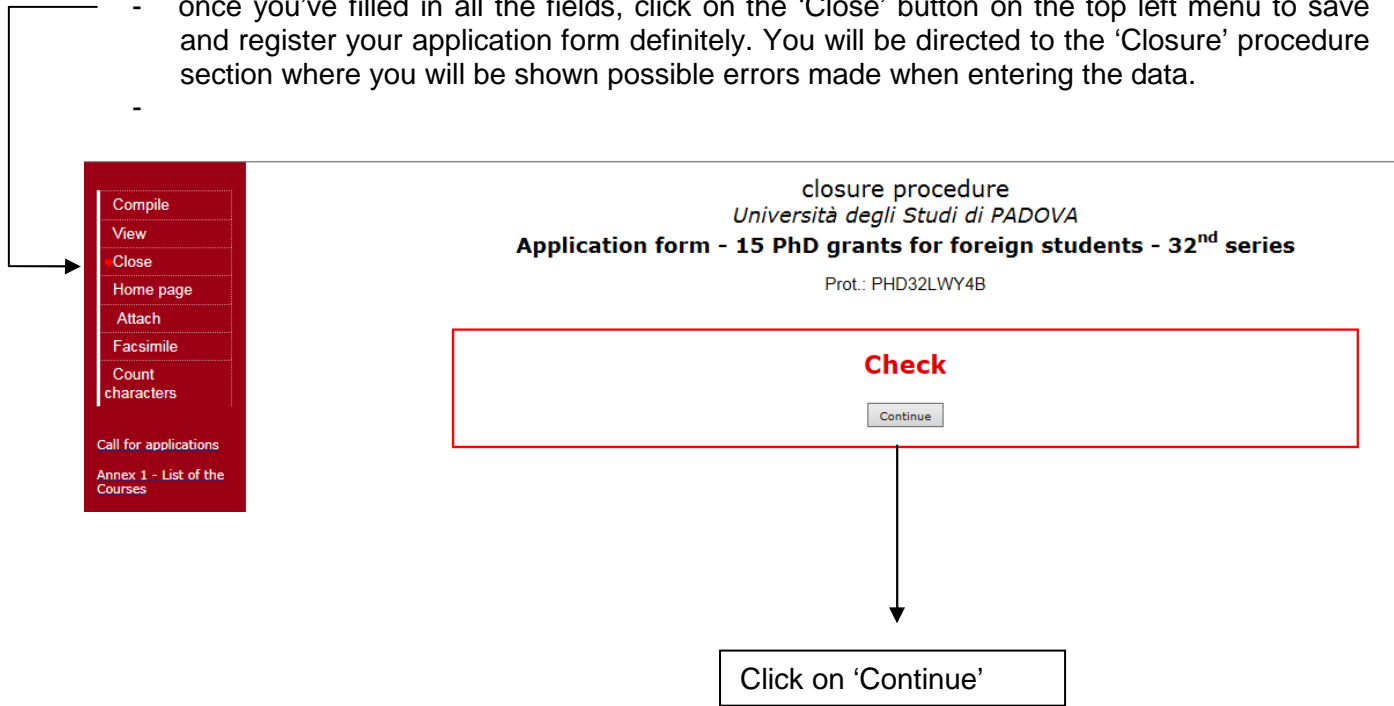 - once you’ve filled in all the fields, click on the ‘Close’ button on the top left menu to save
and register your application form definitely. You will be directed to the ‘Closure’ procedure
section where you will be shown possible errors made when entering the data.
-
Compile
View
Close
Home page
Attach
Facsimile
Count
characters
Call for applications
Annex 1 - List of the
Courses
closure procedure
Università degli Studi di PADOVA
Application form - 15 PhD grants for foreign students - 32nd series
Prot.: PHD32LWY4B
Check
Continue
Click on ‘Continue’